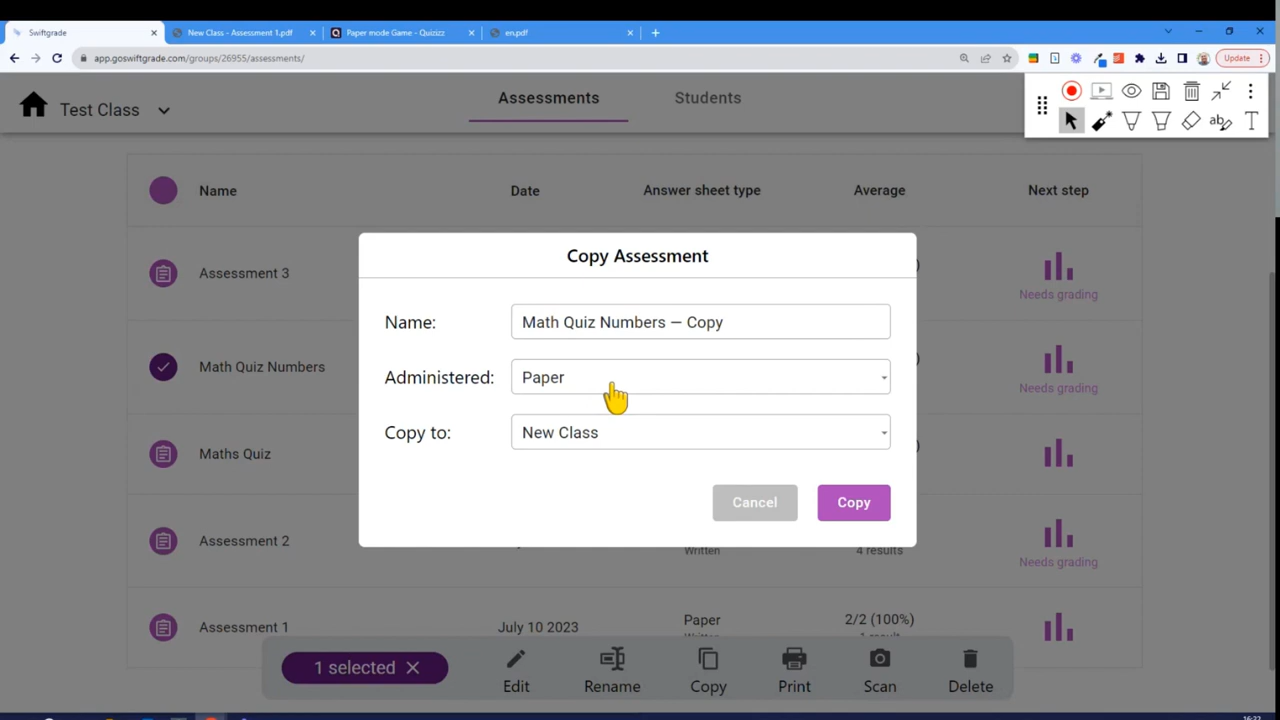 Swiftgrade
New Class - Assessment 1.pdf
Paper mode Game - Quizizz
en.pdf
app.goswiftgrade.com/groups/26955/assessments/
Update
Test Class
Assessments
Students
Name
Date
Answer sheet type
Average
Next step
Assessment 3
Needs grading
Math Quiz Numbers
Needs grading
Maths Quiz
Assessment 2
Written
4 results
Needs grading
Assessment 1
July 10 2023
Paper
2/2 (100%)
Copy Assessment
Name:
Math Quiz Numbers — Copy
Administered:
Paper
Copy to:
New Class
Cancel
Copy
1 selected
Edit
Rename
Copy
Print
Scan
Delete